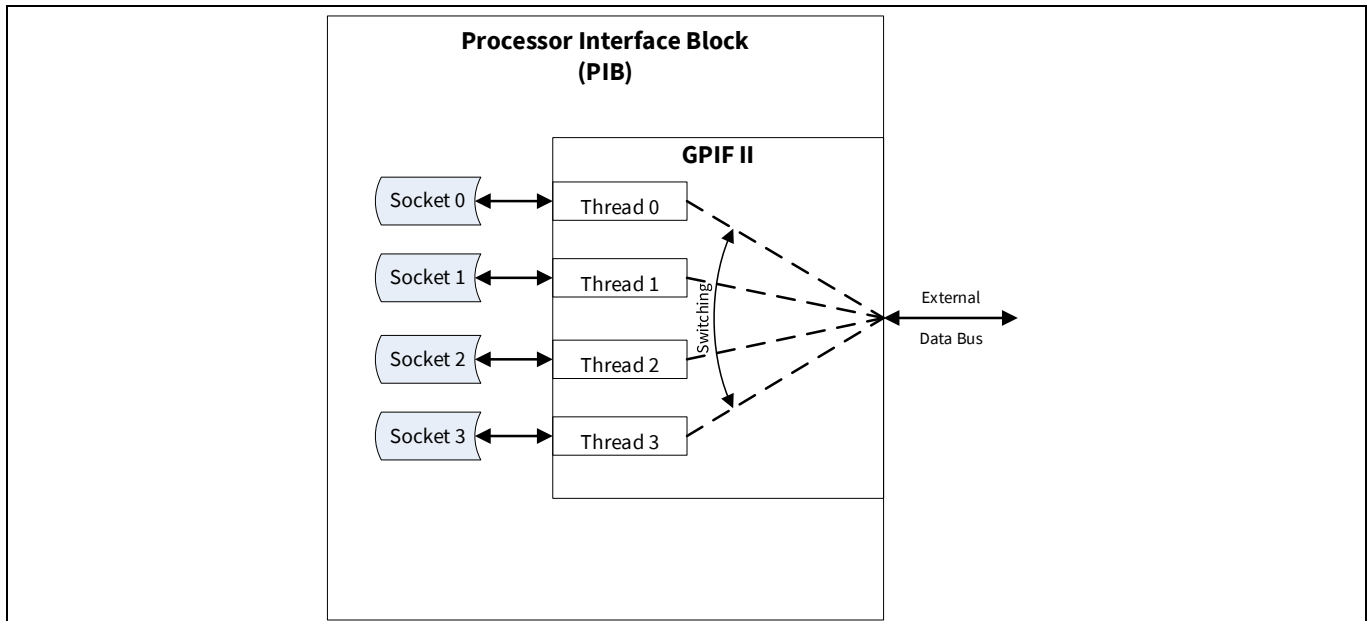 Processor Interface Block
(PIB)
GPIF II
Socket 0
Thread 0
Socket 1
Thread 1
Switching
External
Data Bus
Socket 2
Thread 2
Socket 3
Thread 3